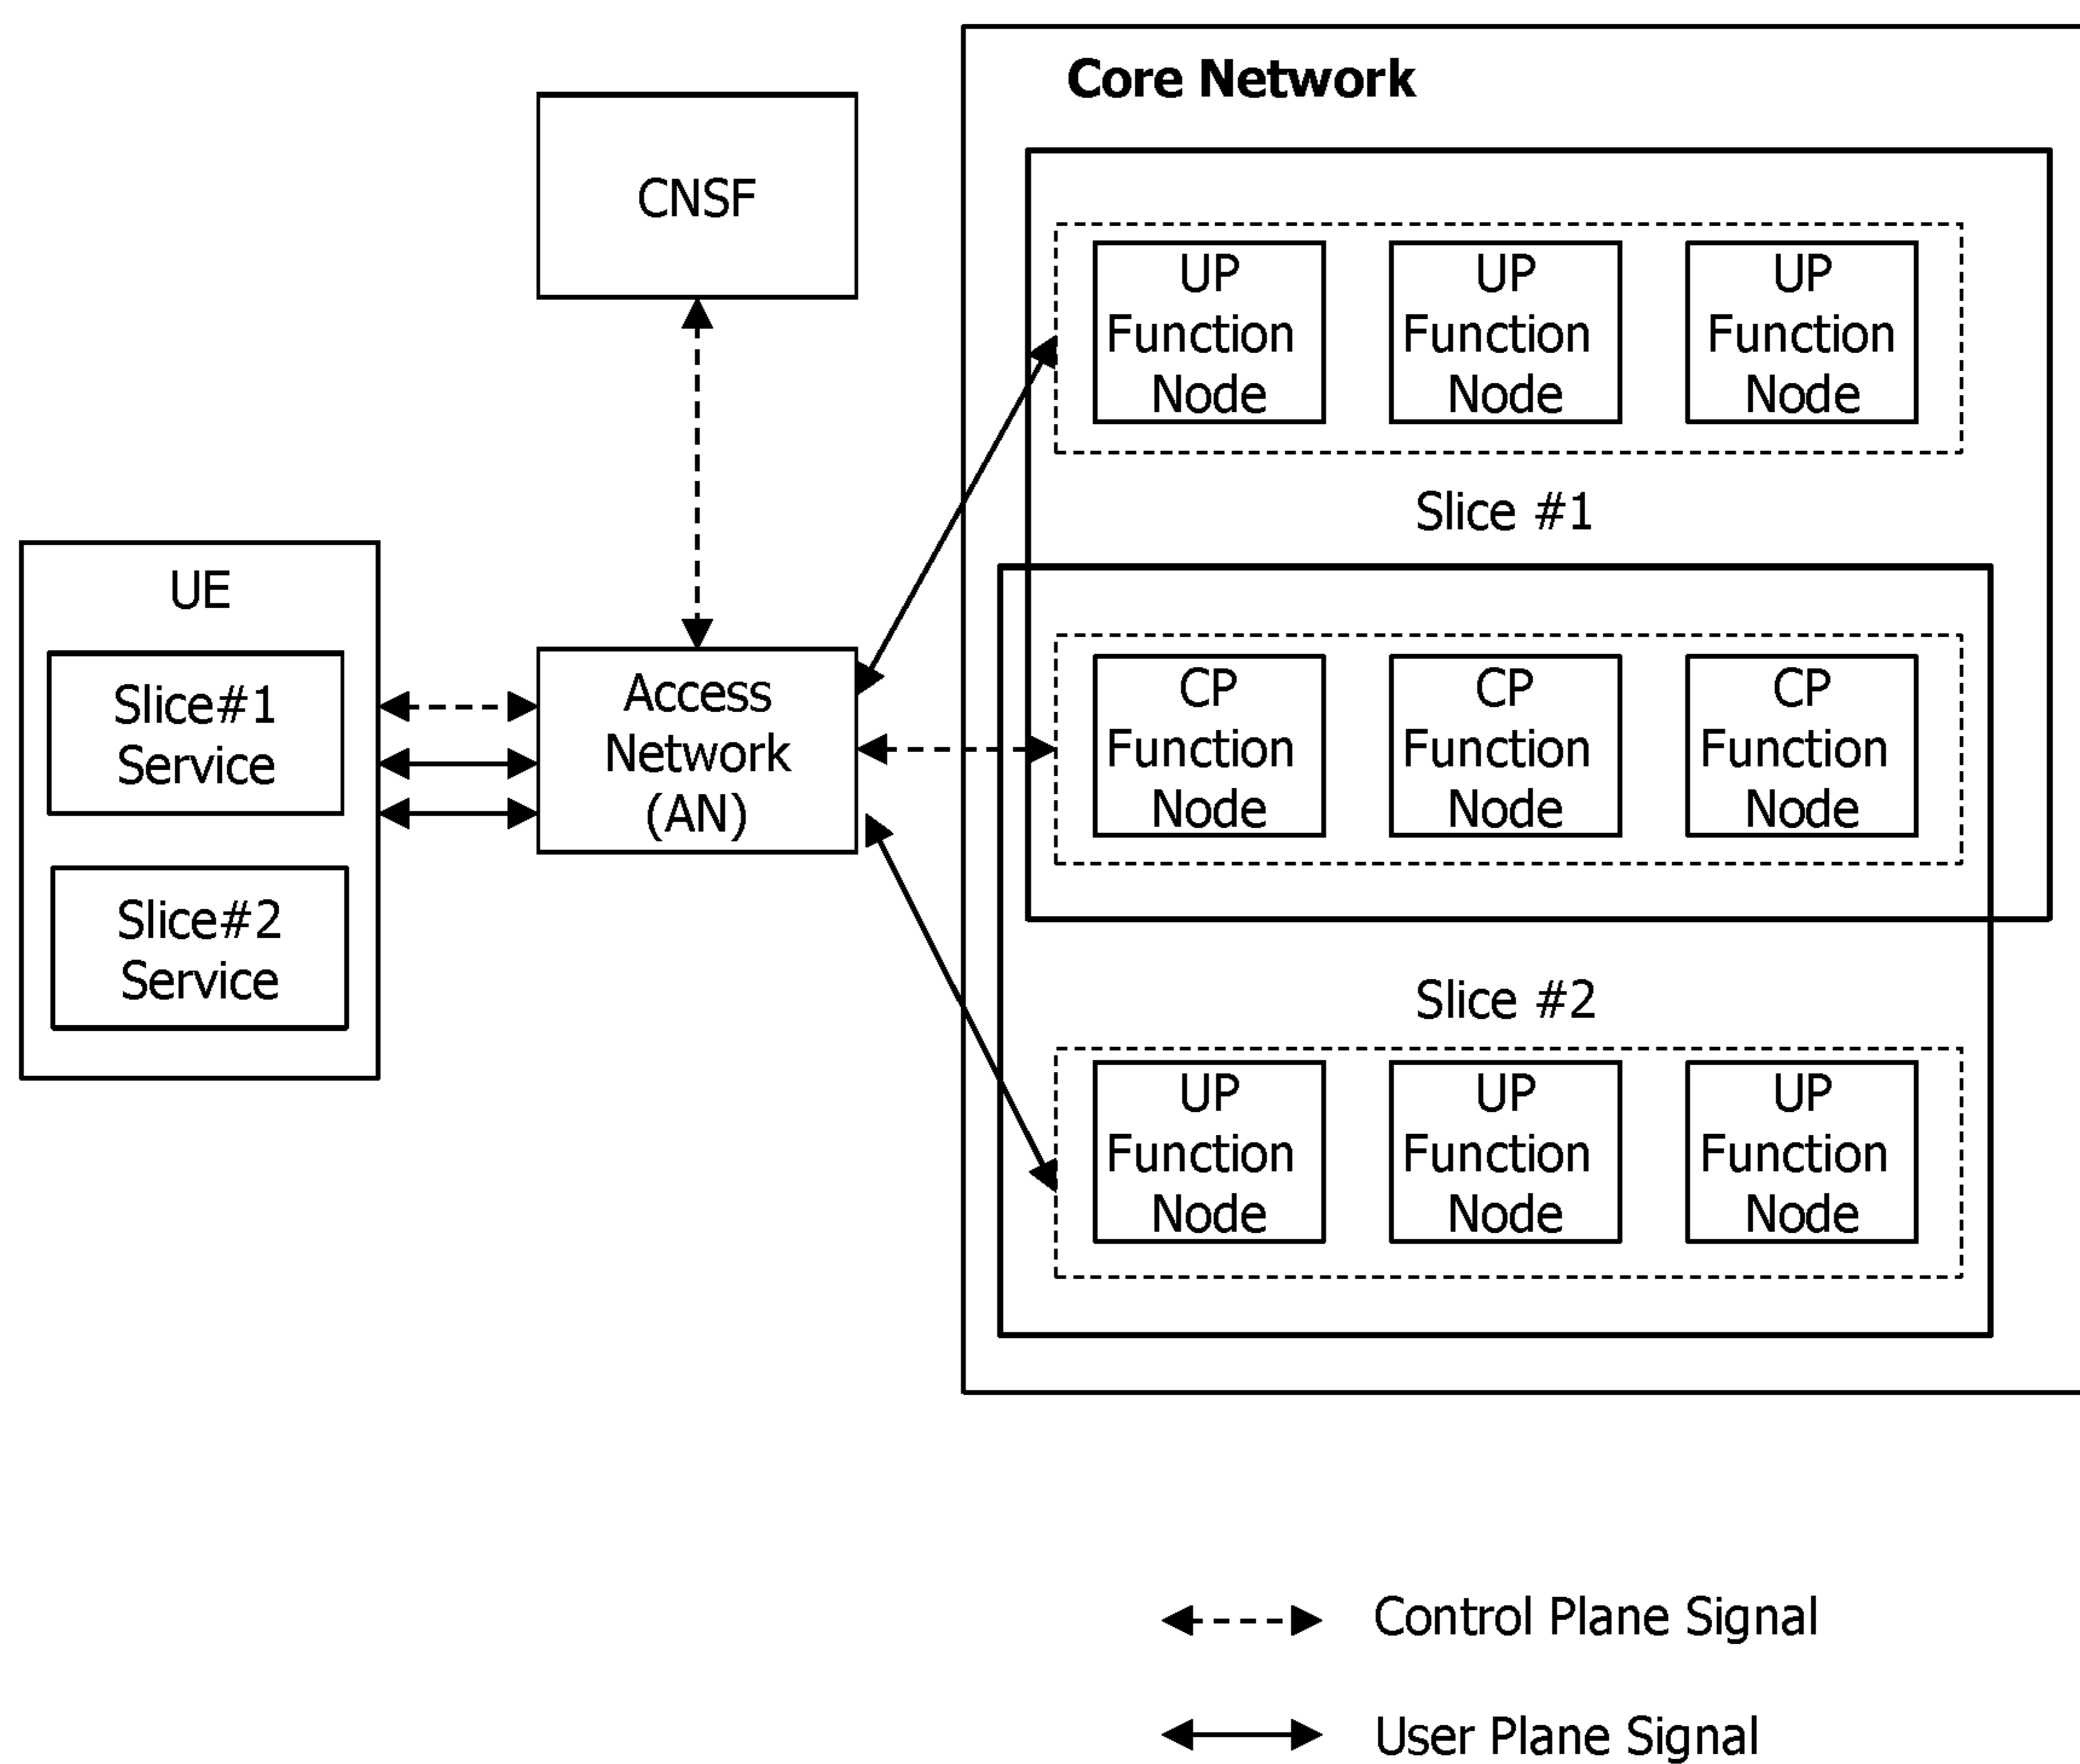 Core Network
CNSF
UP
Function
Node
UP
Function
Node
UP
Function
Node
Slice #1
UE
Slice#1
Service
Slice#2
Service
Access
Network
(AN)
CP
Function
Node
CP
Function
Node
CP
Function
Node
Slice #2
UP
Function
Node
UP
Function
Node
UP
Function
Node
Control Plane Signal
User Plane Signal